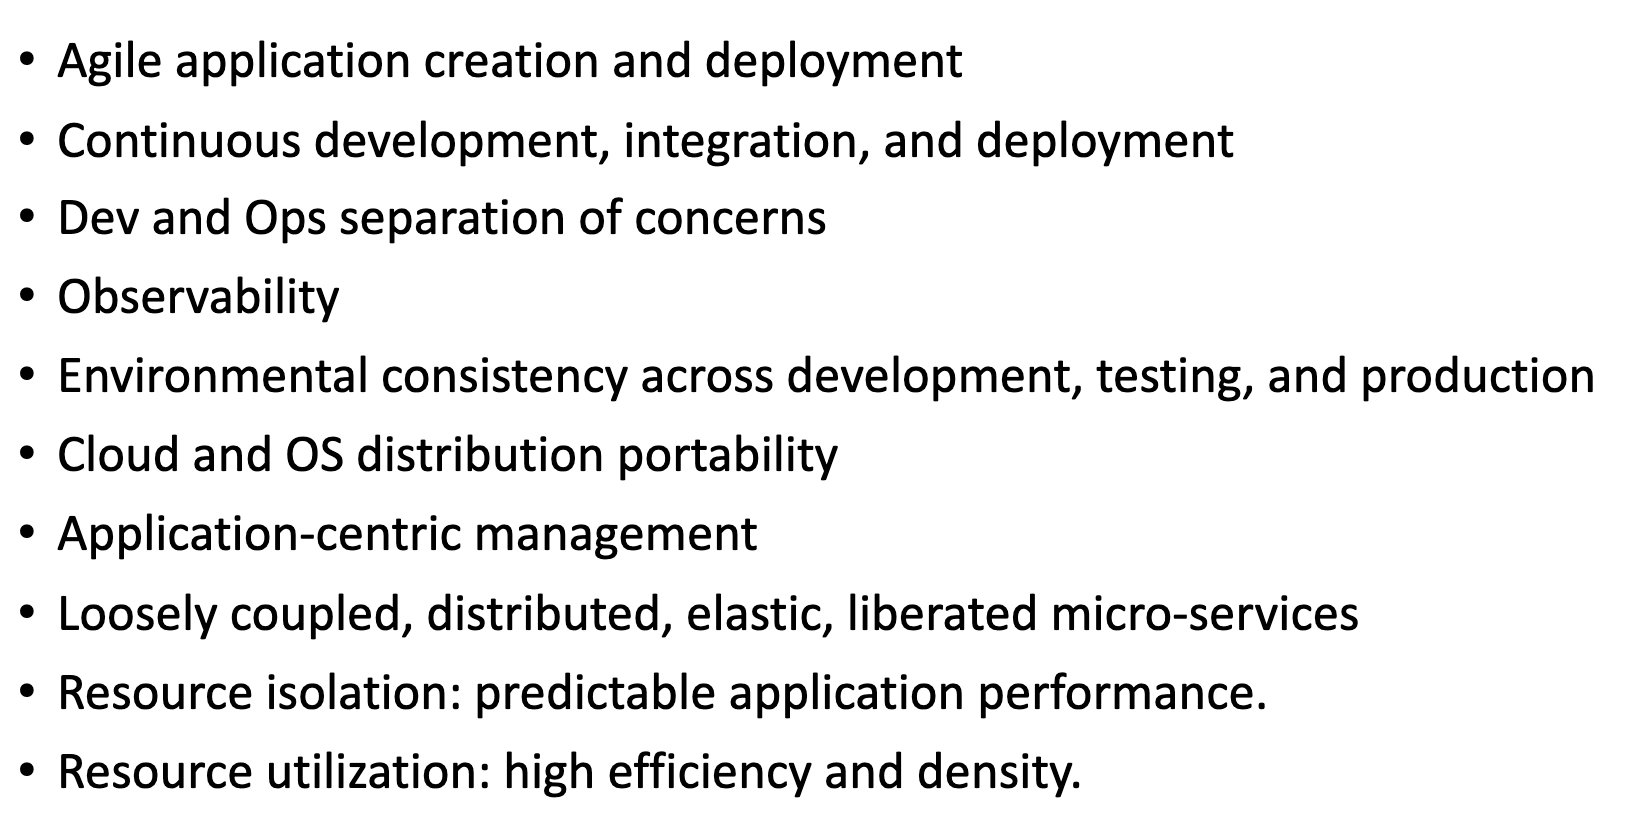 • Agile application creation and deployment
• Continuous development, integration, and deployment
• Dev and Ops separation of concerns
• Observability
• Environmental consistency across development, testing, and production
• Cloud and OS distribution portability
• Application-centric management
• Loosely coupled, distributed, elastic, liberated micro-services
• Resource isolation: predictable application performance.
• Resource utilization: high efficiency and density.